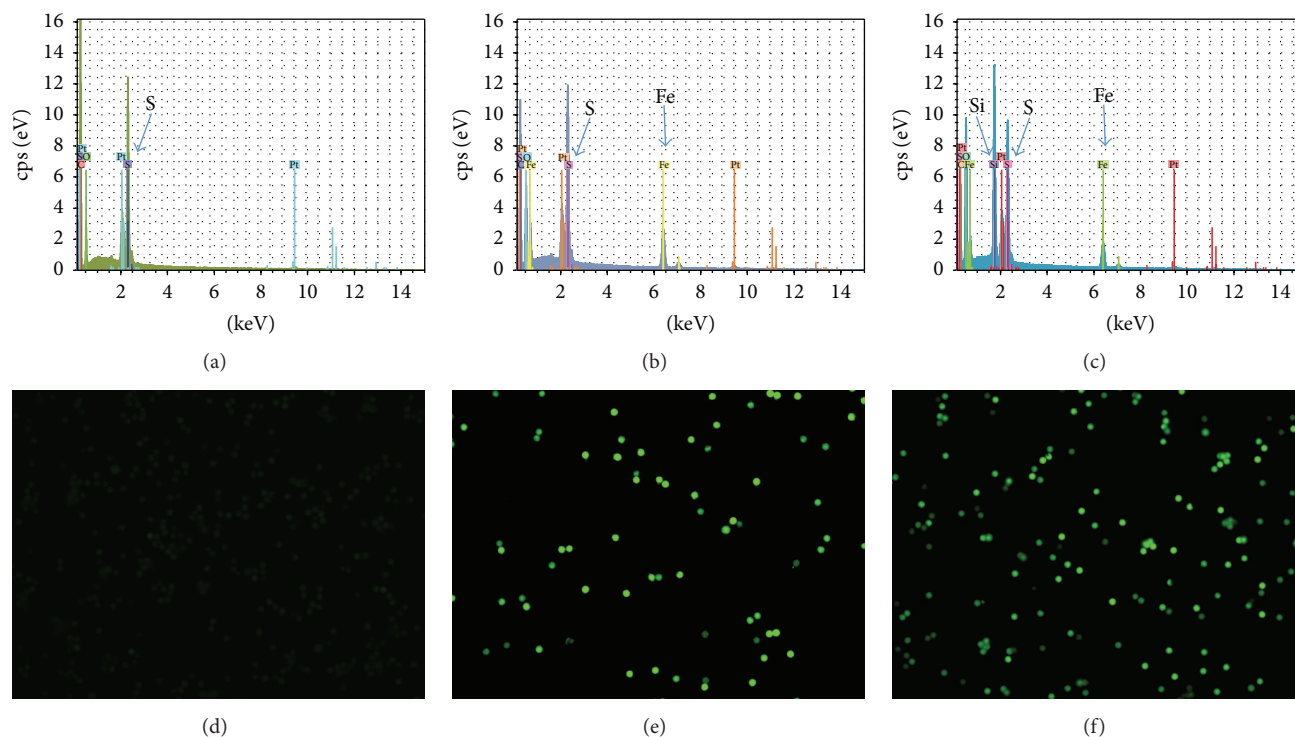 16
14
12
10
8
6
4
2
0
cps (eV)
S
Pt
S O
C
Pt S
Pt
2 4 6 8 10 12 14
(keV)
(a)
16
14
12
10
8
6
4
2
0
cps (eV)
S
Fe
Pt
S O
C Fe
Pt
S
Fe
Pt
2 4 6 8 10 12 14
(keV)
(b)
16
14
12
10
8
6
4
2
0
cps (eV)
Si
S
Fe
Pt
S O
C Fe
Si
Pt
S
Fe
Pt
2 4 6 8 10 12 14
(keV)
(c)
(d)
(e)
(f)